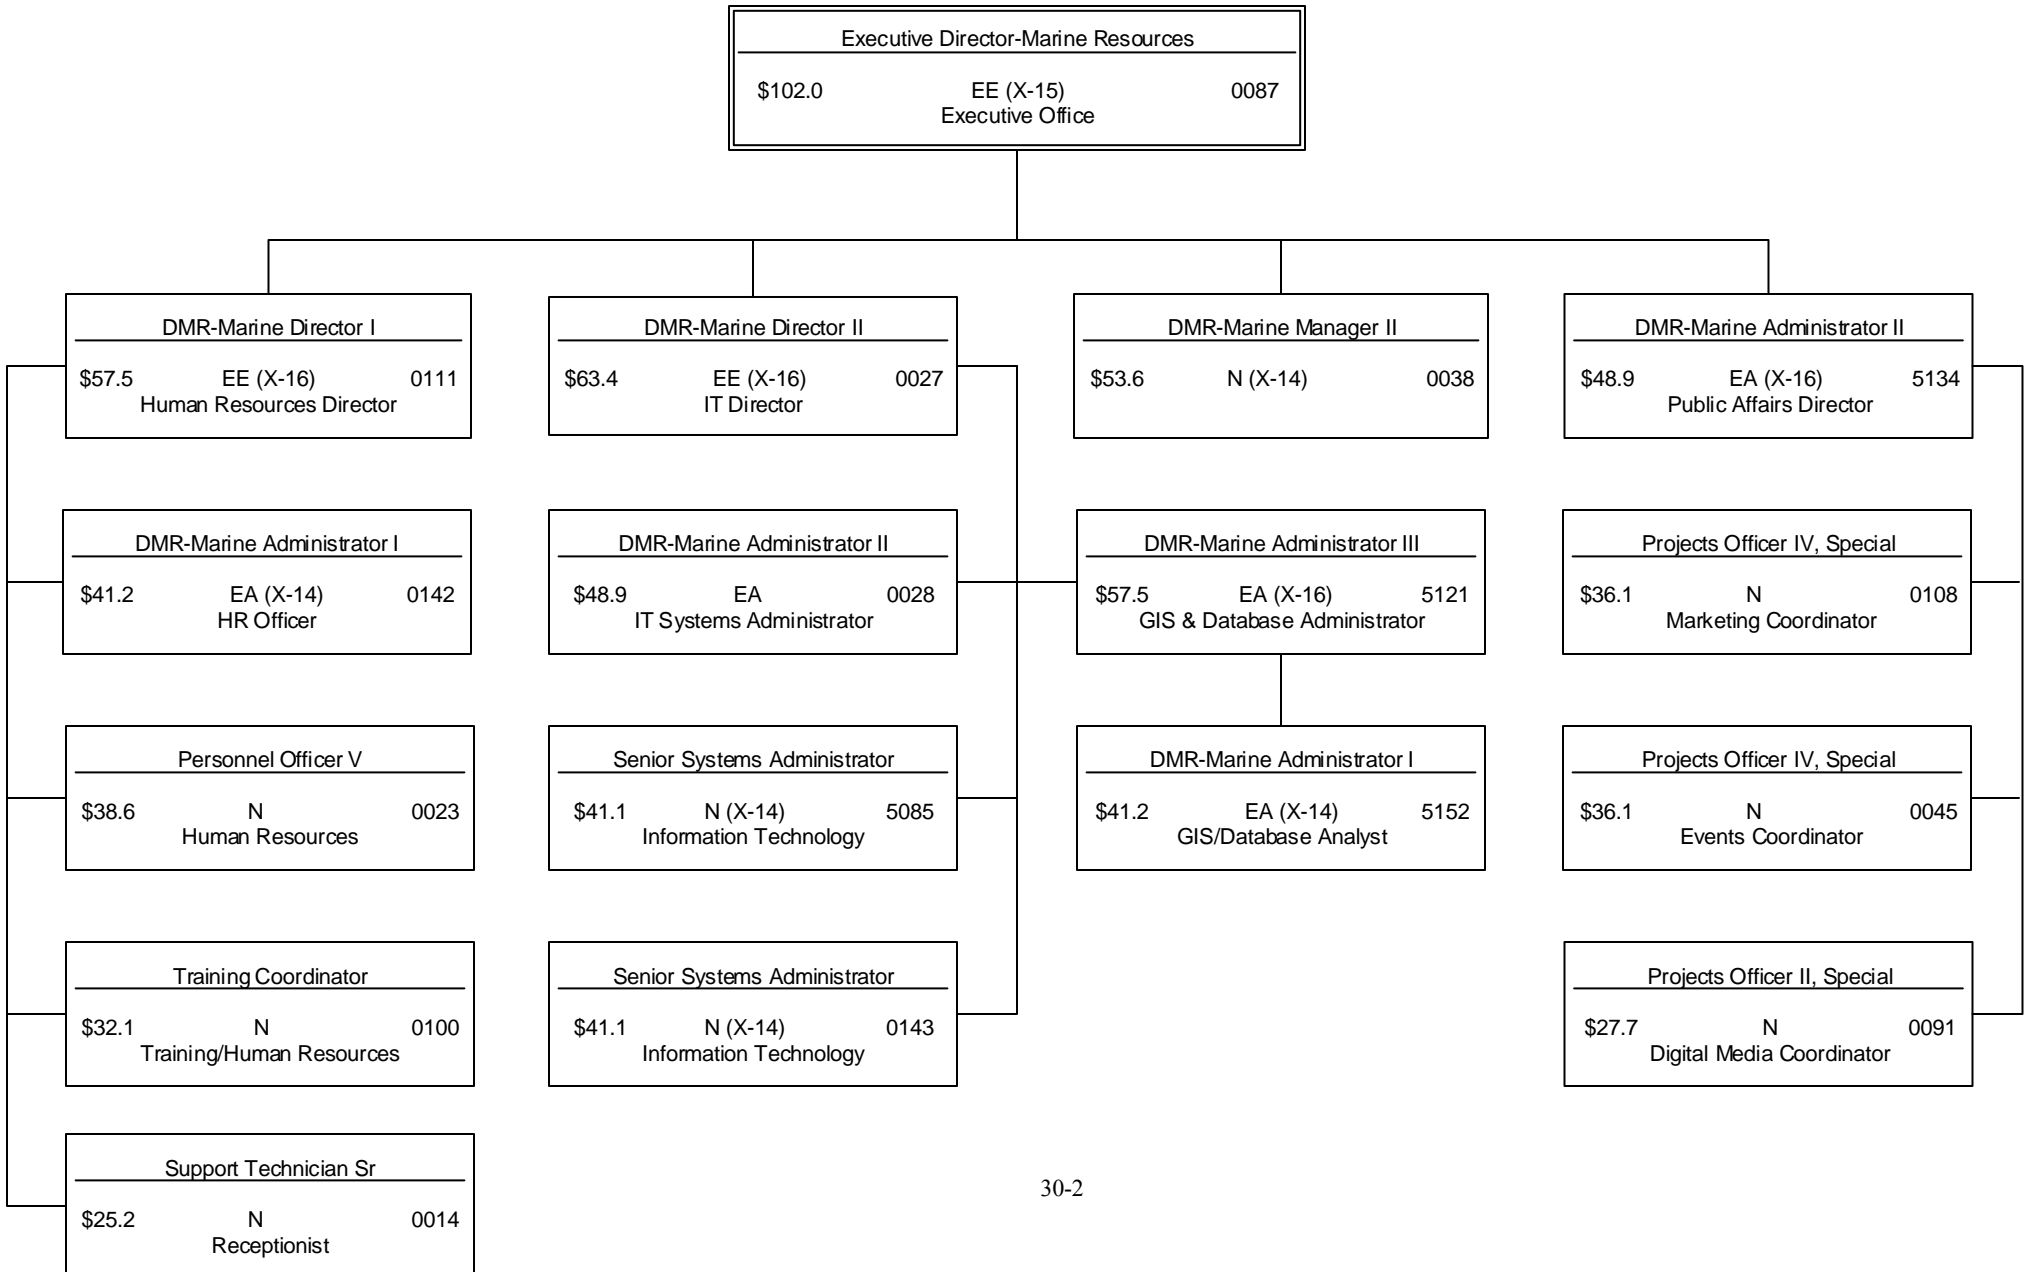 Executive Director-Marine Resources
$102.0 EE (X-15) 0087
Executive Office
DMR-Marine Director I
$57.5 EE (X-16) 0111
Human Resources Director
DMR-Marine Director II
$63.4 EE (X-16) 0027
IT Director
DMR-Marine Manager II
$53.6 N (X-14) 0038
DMR-Marine Administrator II
$48.9 EA (X-16) 5134
Public Affairs Director
DMR-Marine Administrator I
$41.2 EA (X-14) 0142
HR Officer
DMR-Marine Administrator II
$48.9 EA 0028
IT Systems Administrator
DMR-Marine Administrator III
$57.5 EA (X-16) 5121
GIS & Database Administrator
Projects Officer IV, Special
$36.1 N 0108
Marketing Coordinator
Personnel Officer V
$38.6 N 0023
Human Resources
Senior Systems Administrator
$41.1 N (X-14) 5085
Information Technology
DMR-Marine Administrator I
$41.2 EA (X-14) 5152
GIS/Database Analyst
Projects Officer IV, Special
$36.1 N 0045
Events Coordinator
Training Coordinator
$32.1 N 0100
Training/Human Resources
Senior Systems Administrator
$41.1 N (X-14) 0143
Information Technology
Projects Officer II, Special
$27.7 N 0091
Digital Media Coordinator
Support Technician Sr
$25.2 N 0014
Receptionist
30-2